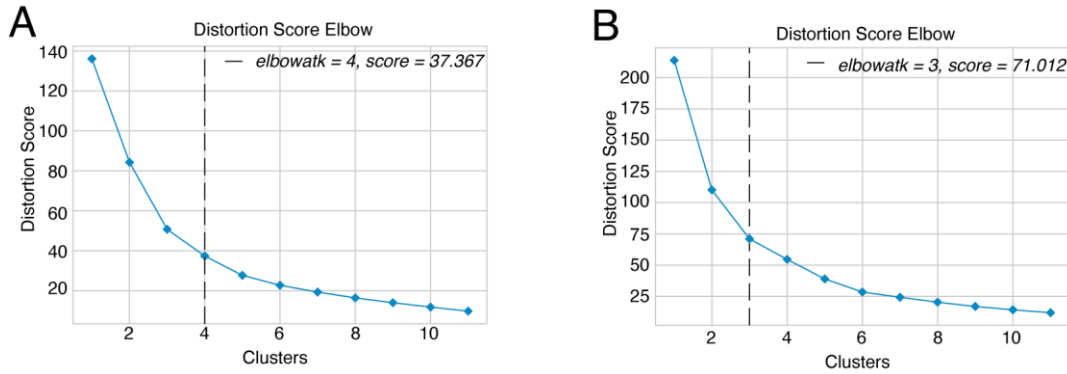 A
Distortion Score Elbow
elbowatk = 4, score = 37.367
Distortion Score
140
120
100
80
60
40
20
2
4
6
8
10
Clusters
B
Distortion Score Elbow
elbowatk = 3, score = 71.012
Distortion Score
200
175
150
125
100
75
50
25
2
4
6
8
10
Clusters